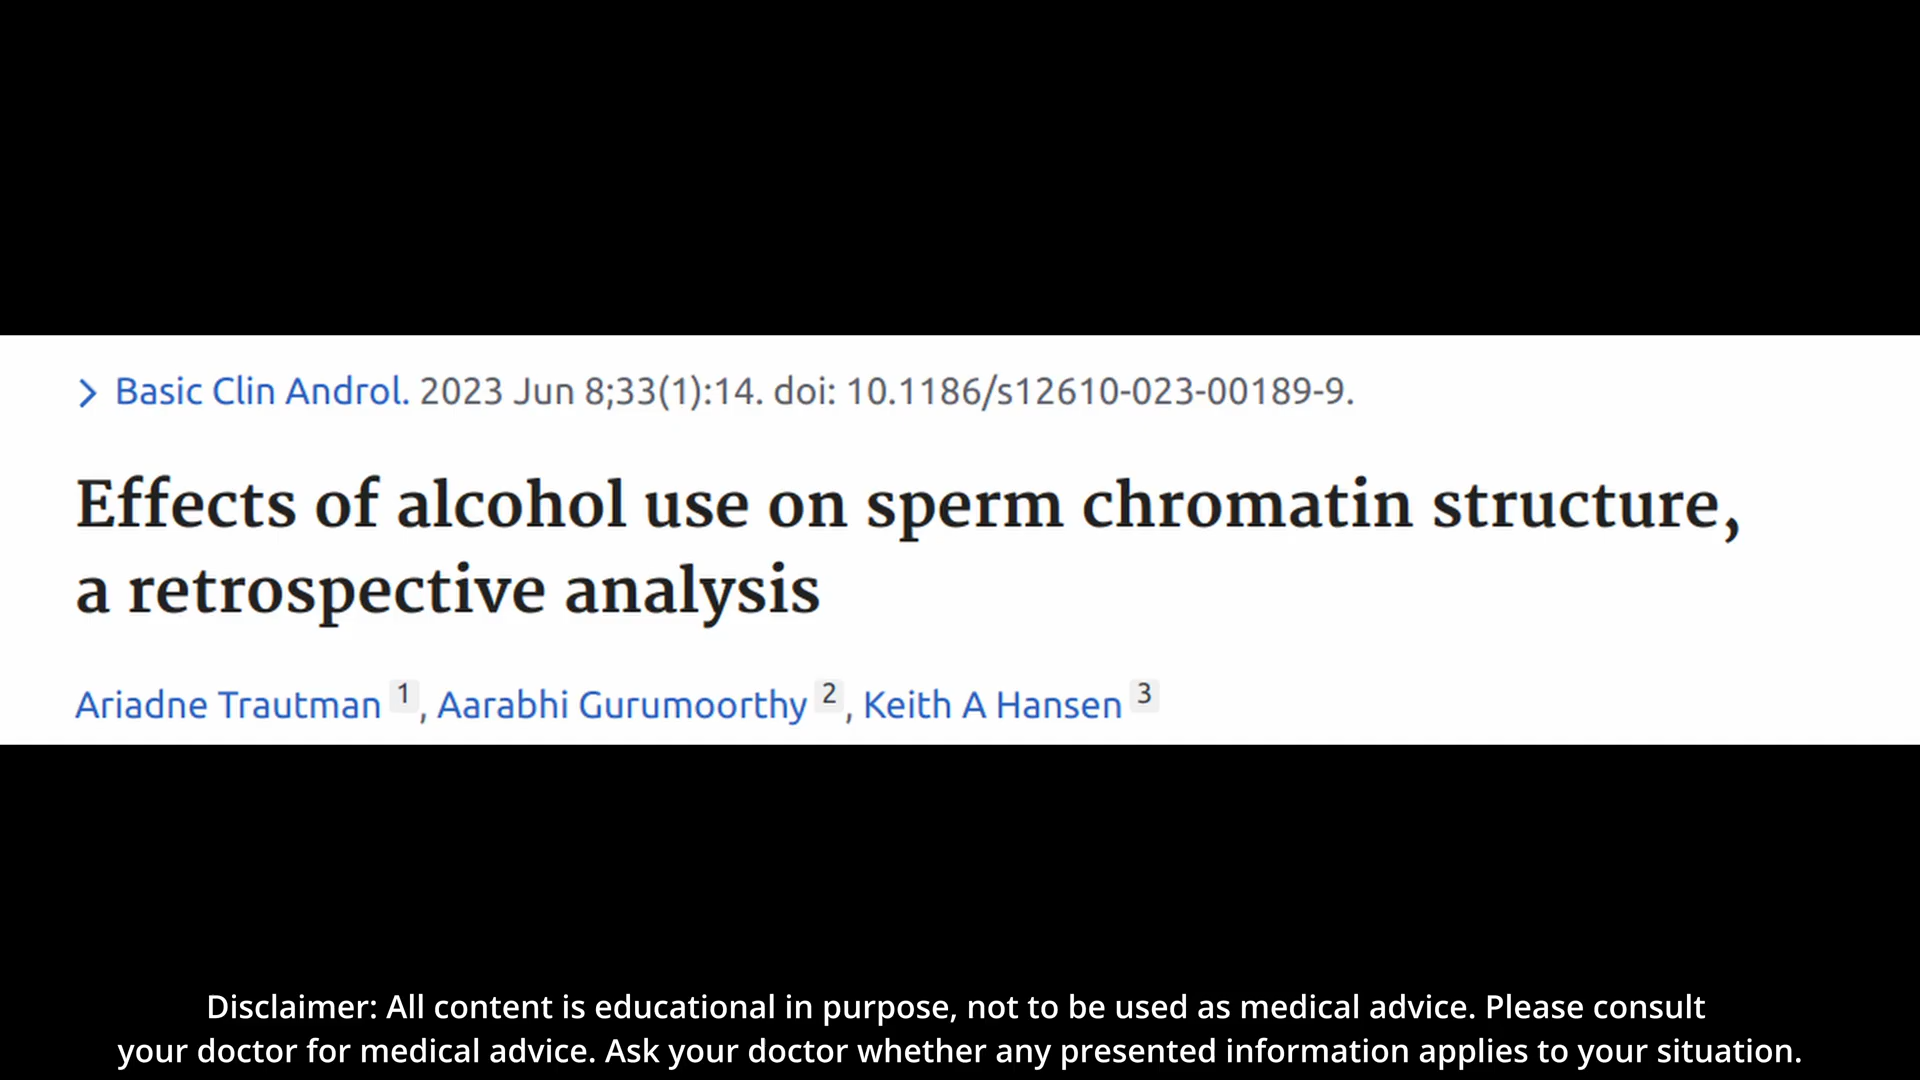 Basic Clin Androl. 2023 Jun 8;33(1):14. doi: 10.1186/s12610-023-00189-9.
Effects of alcohol use on sperm chromatin structure,
a retrospective analysis
Ariadne Trautman 1, Aarabhi Gurumoorthy 2, Keith A Hansen 3
Disclaimer: All content is educational in purpose, not to be used as medical advice. Please consult
your doctor for medical advice. Ask your doctor whether any presented information applies to your situation.